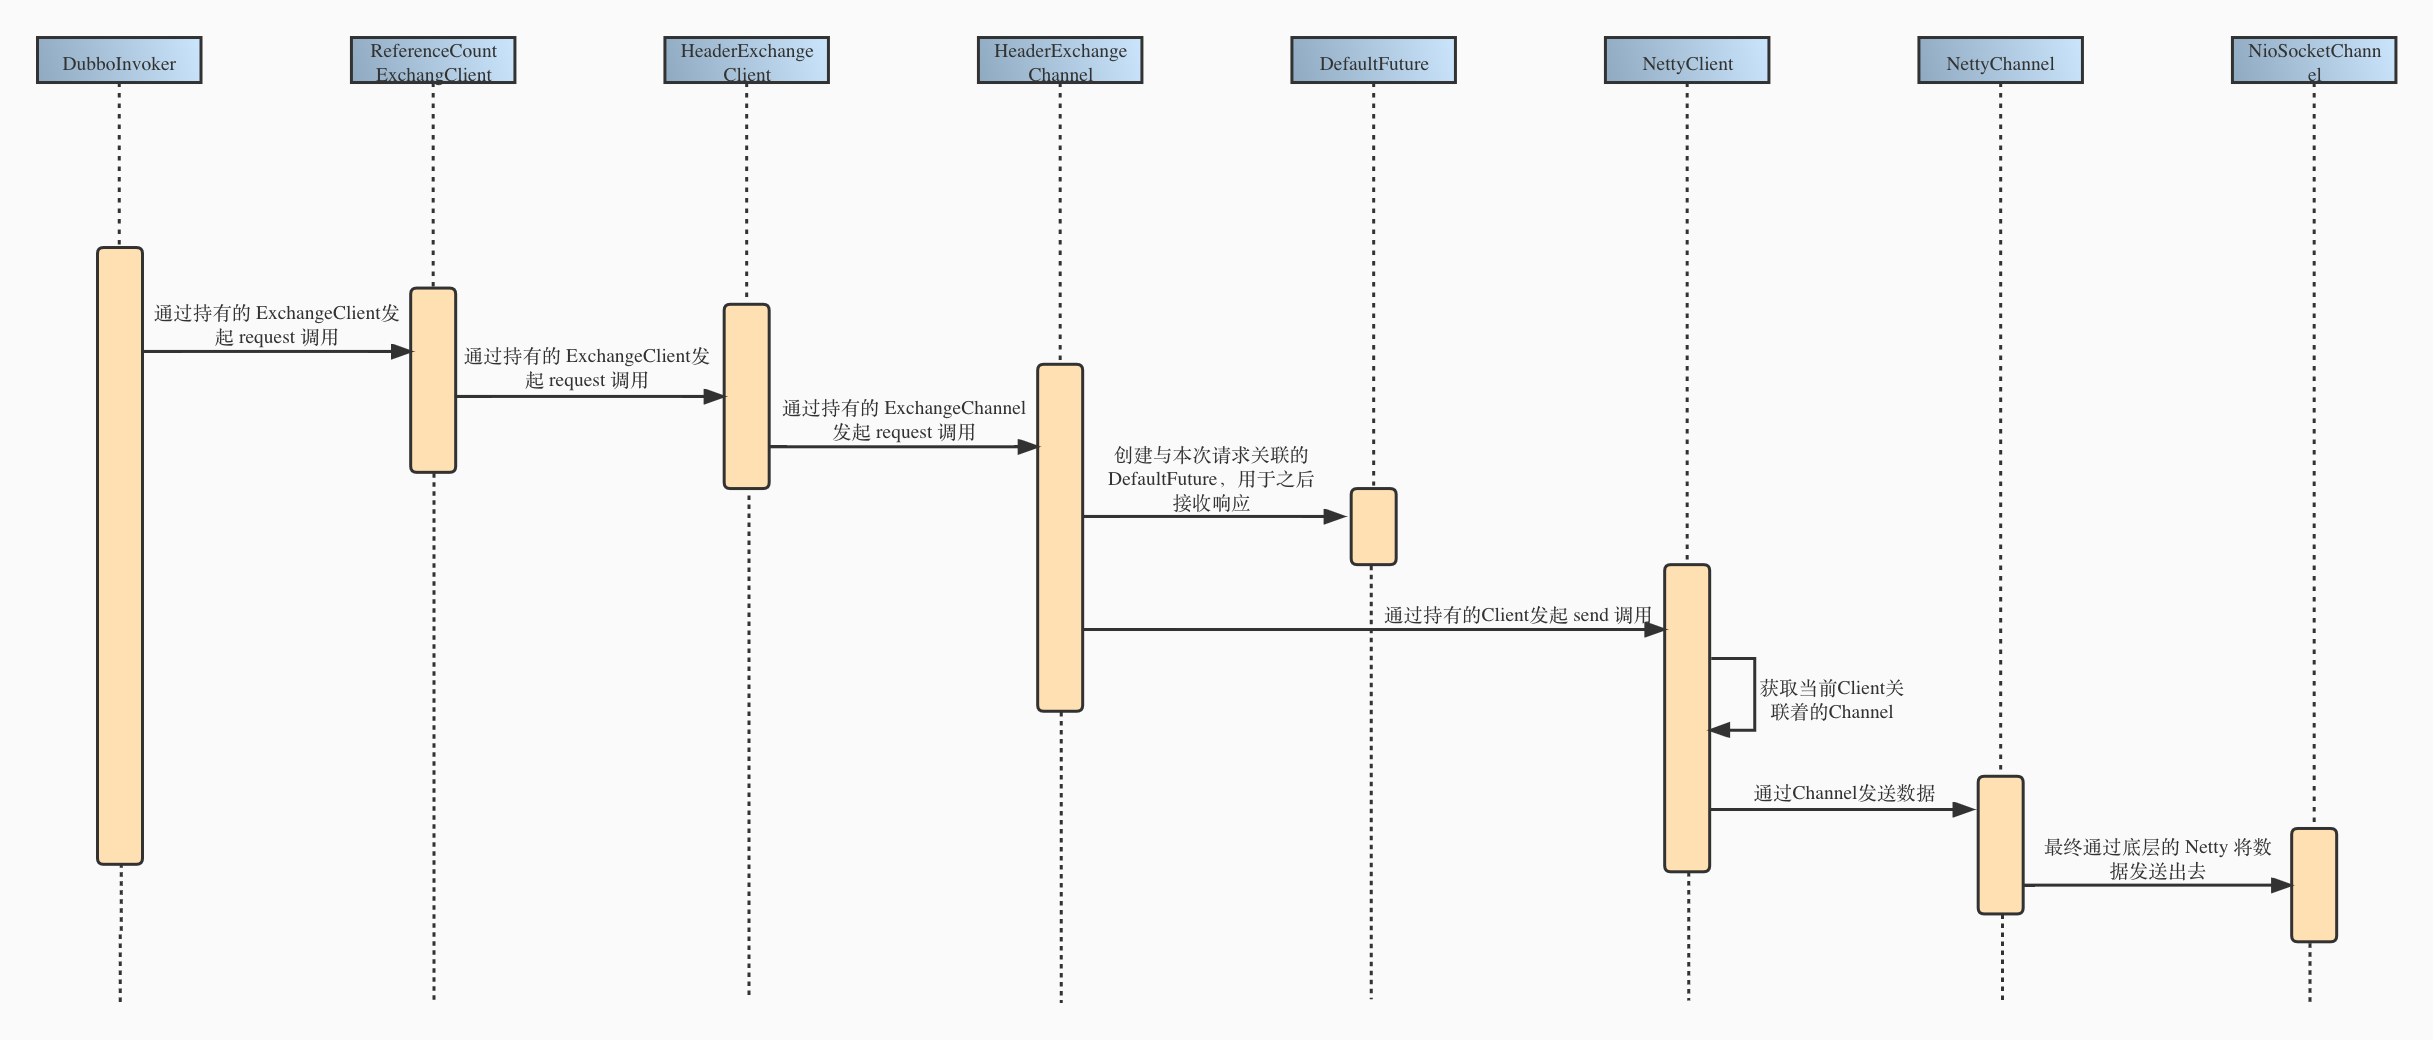 DubboInvoker
ReferenceCount
ExchangClient
HeaderExchange
Client
HeaderExchange
Channel
DefaultFuture
NettyClient
NettyChannel
NioSocketChann
el
通过持有的 ExchangeClient发
起 request 调用
通过持有的 ExchangeClient发
起 request 调用
通过持有的 ExchangeChannel
发起 request 调用
创建与本次请求关联的
DefaultFuture，用于之后
接收响应
通过持有的Client发起 send 调用
获取当前Client关
联着的Channel
通过Channel发送数据
最终通过底层的 Netty 将数
据发送出去